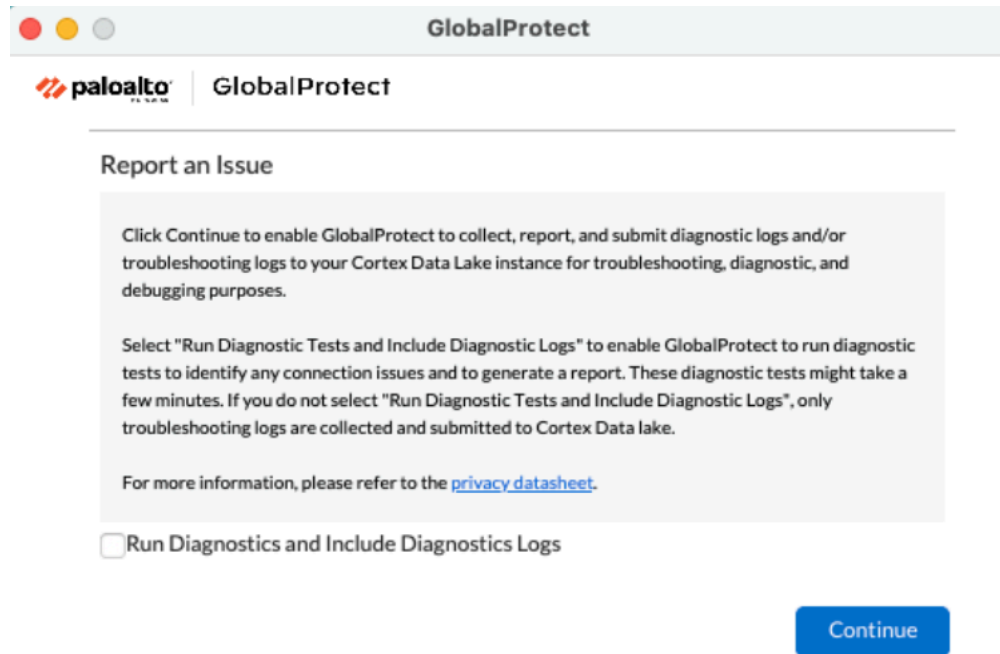 GlobalProtect
paloalto
GlobalProtect
Report an Issue
Click Continue to enable GlobalProtect to collect, report, and submit diagnostic logs and/or
troubleshooting logs to your Cortex Data Lake instance for troubleshooting, diagnostic, and
debugging purposes.
Select "Run Diagnostic Tests and Include Diagnostic Logs" to enable GlobalProtect to run diagnostic
tests to identify any connection issues and to generate a report. These diagnostic tests might take a
few minutes. If you do not select "Run Diagnostic Tests and Include Diagnostic Logs", only
troubleshooting logs are collected and submitted to Cortex Data lake.
For more information, please refer to the privacy datasheet.
Run Diagnostics and Include Diagnostics Logs
Continue